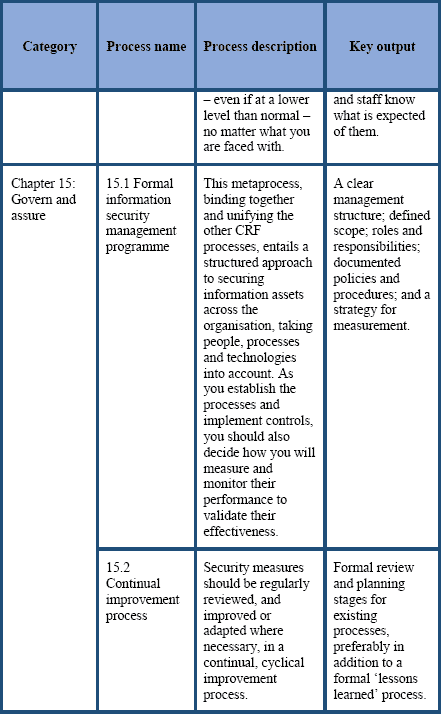 Category
Process name
Process description
Key output
– even if at a lower
level than normal –
no matter what you
are faced with.
and staff know
what is expected
of them.
Chapter 15:
Govern and
assure
15.1 Formal
information
security
management
programme
This metaprocess,
binding together
and unifying the
other CRF
processes, entails a
structured approach
to securing
information assets
across the
organisation, taking
people, processes
and technologies
into account. As
you establish the
processes and
implement controls,
you should also
decide how you will
measure and
monitor their
performance to
validate their
effectiveness.
A clear
management
structure; defined
scope; roles and
responsibilities;
documented
policies and
procedures; and a
strategy for
measurement.
15.2
Continual
improvement
process
Security measures
should be regularly
reviewed, and
improved or
adapted where
necessary, in a
continual, cyclical
improvement
process.
Formal review
and planning
stages for
existing
processes,
preferably in
addition to a
formal ‘lessons
learned’ process.